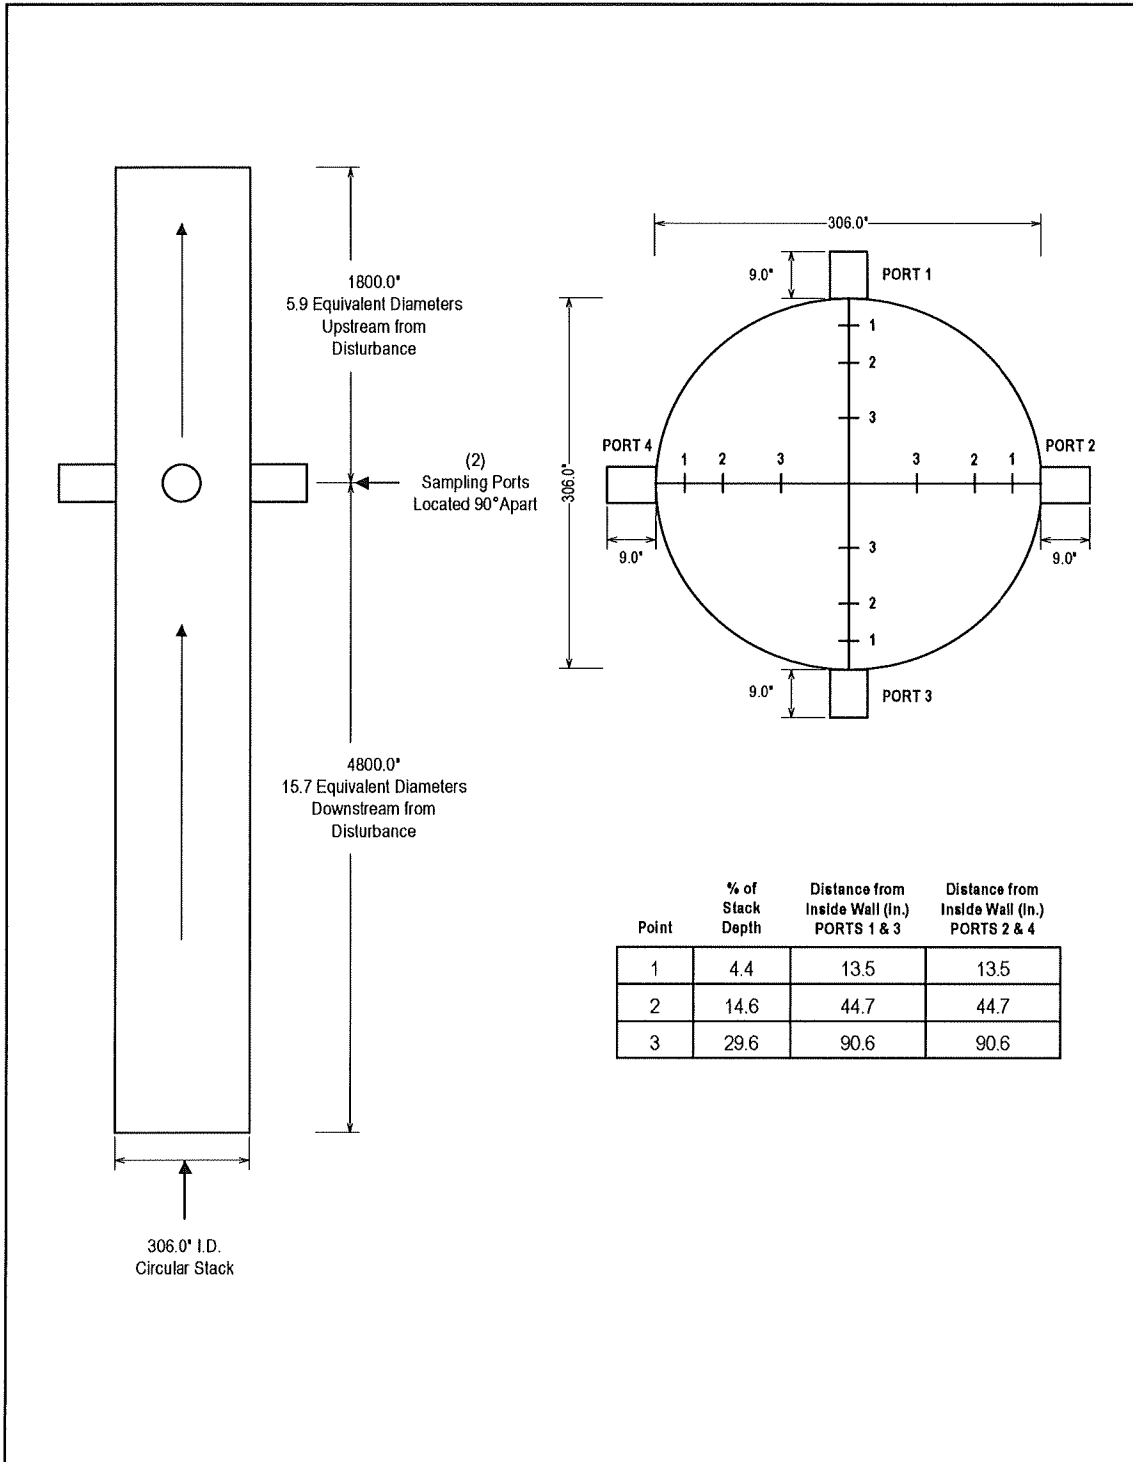 1800.0"
5.9 Equivalent Diameters
Upstream from
Disturbance
(2)
Sampling Ports
Located 90°Apart
4800.0"
15.7 Equivalent Diameters
Downstream from
Disturbance
306.0" I.D.
Circular Stack
306.0"
9.0"
PORT 1
1
2
3
306.0"
PORT 4
1 2 3 3 2 1
PORT 2
9.0"
9.0"
3
2
1
9.0"
PORT 3
Point
% of
Stack
Depth
Distance from
Inside Wall (in.)
PORTS 1 & 3
Distance from
Inside Wall (in.)
PORTS 2 & 4
1 4.4 13.5 13.5
2 14.6 44.7 44.7
3 29.6 90.6 90.6